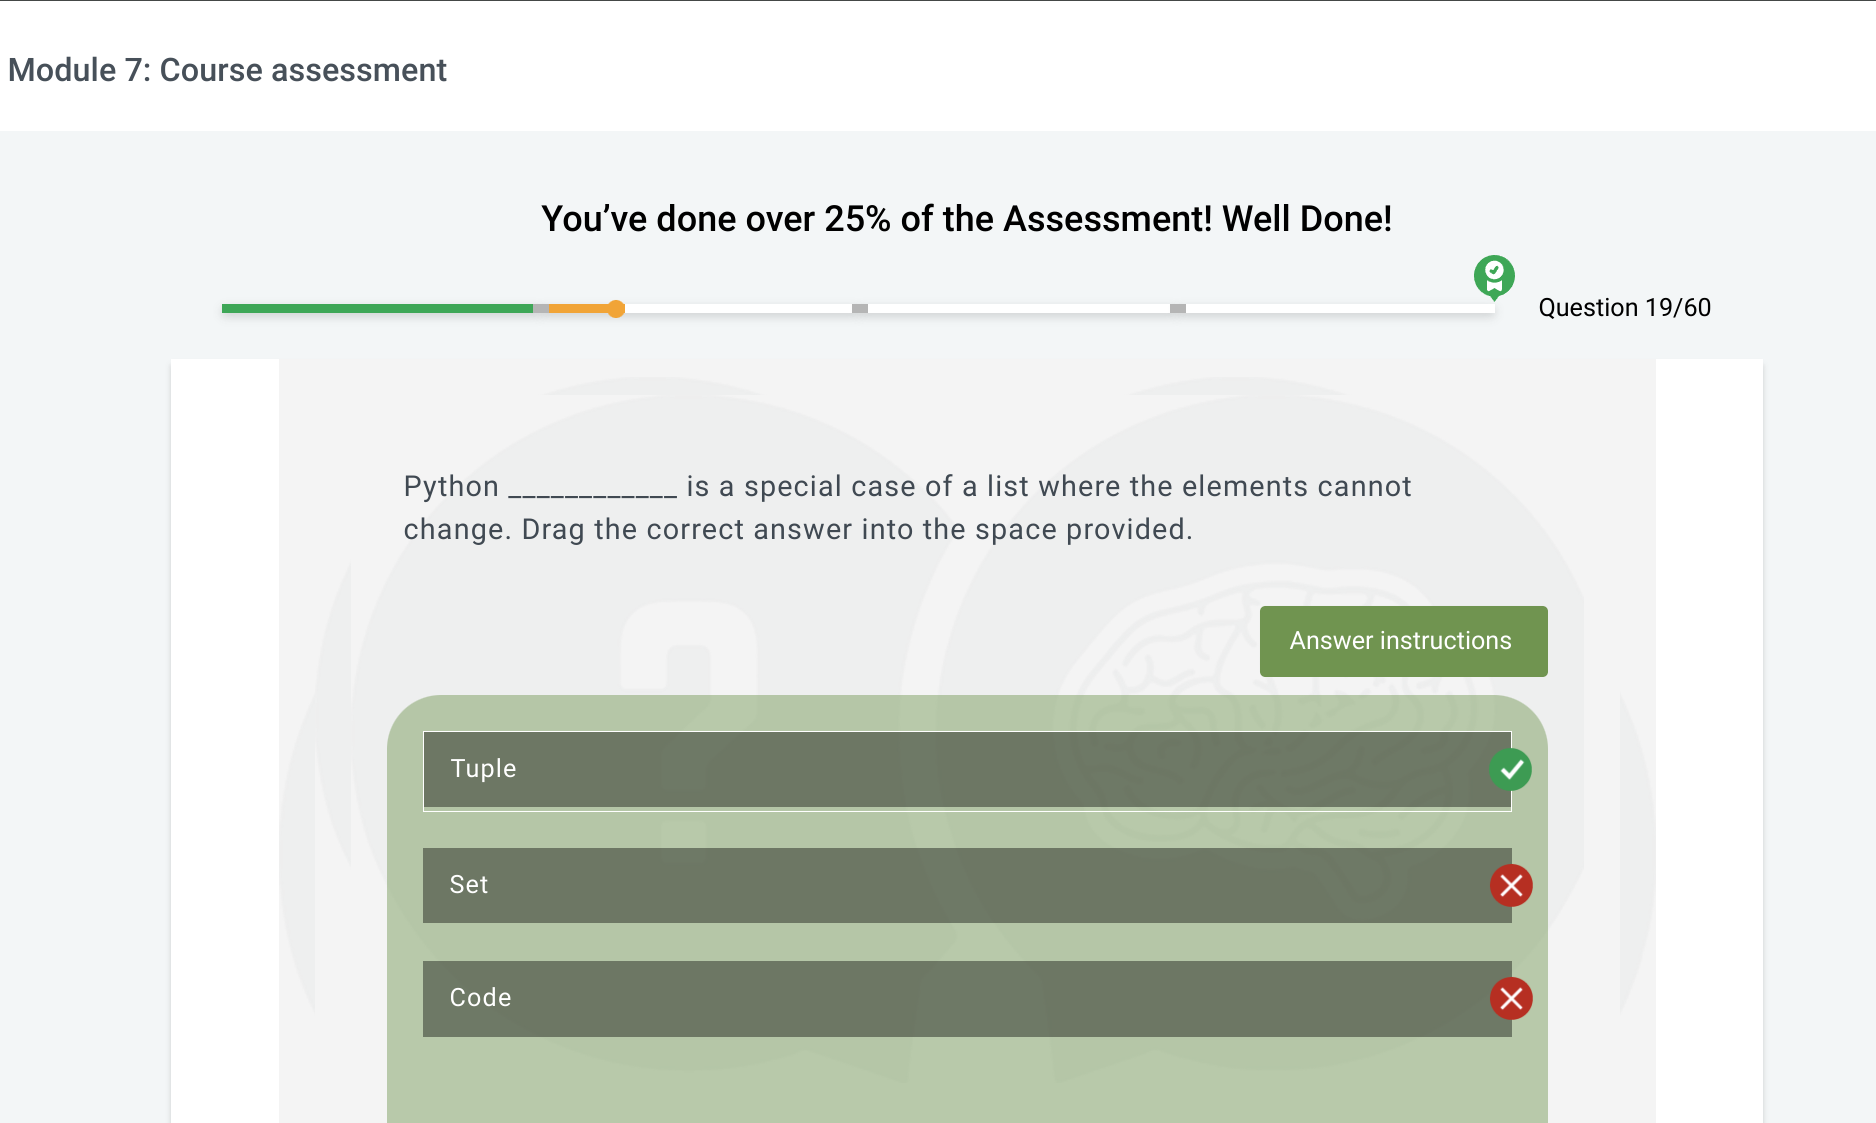 Module 7: Course assessment
You’ve done over 25% of the Assessment! Well Done!
Question 19/60
Python ____________ is a special case of a list where the elements cannot
change. Drag the correct answer into the space provided.
Answer instructions
Tuple
Set
Code